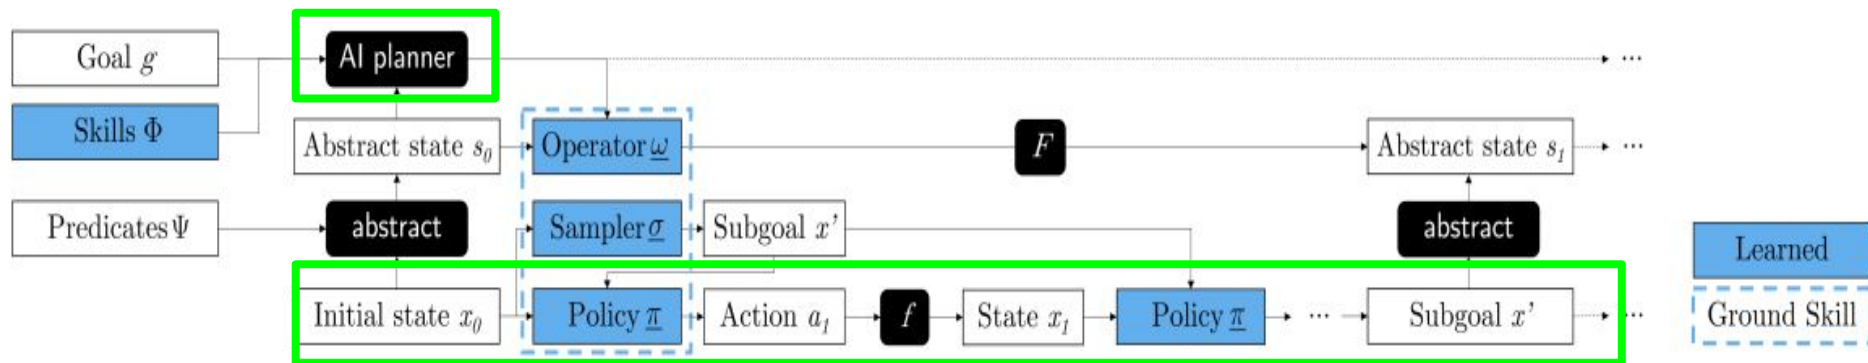 Goal g
AI planner
...
Skills Φ
Abstract state s₀
Operator ω
F
Abstract state s₁
...
Predicates Ψ
abstract
Sampler σ
Subgoal x'
abstract
Learned
Initial state x₀
Policy π
Action a₁
f
State x₁
Policy π
...
Subgoal x'
...
Ground Skill